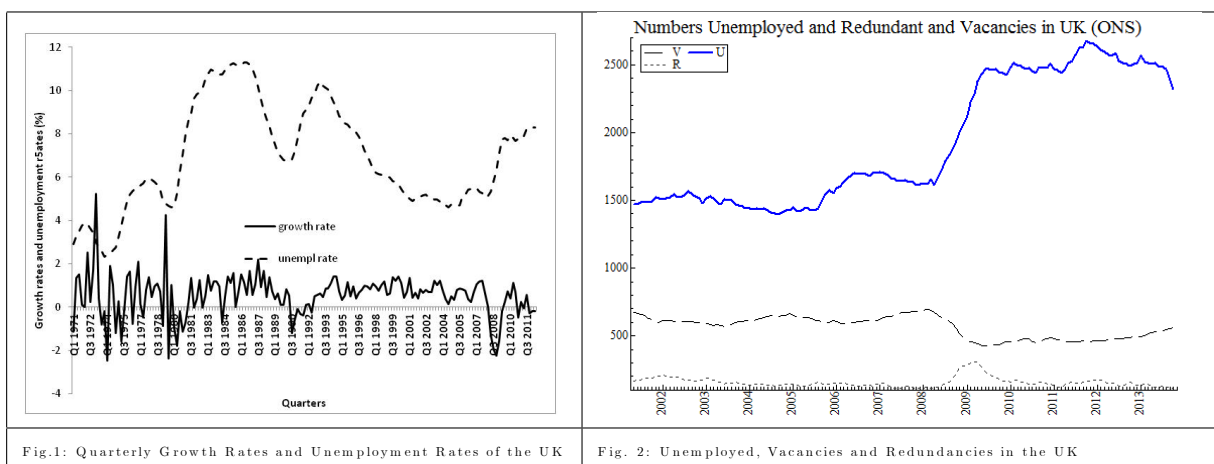 12
10
8
6
4
2
0
-2
-4
Growth rates and unemployment r5ates (%)
growth rate
unempl rate
Q1 1971
Q3 1972
Q1 1974
Q3 1975
Q1 1977
Q3 1978
Q1 1980
Q3 1981
Q1 1983
Q3 1984
Q1 1986
Q3 1987
Q1 1989
Q3 1990
Q1 1992
Q3 1993
Q1 1995
Q3 1996
Q1 1998
Q3 1999
Q1 2001
Q3 2002
Q1 2004
Q3 2005
Q1 2007
Q3 2008
Q1 2010
Q3 2011
Quarters
Fig.1: Quarterly Growth Rates and Unemployment Rates of the UK
Numbers Unemployed and Redundant and Vacancies in UK (ONS)
V U
R
2500
2000
1500
1000
500
2002 2003 2004 2005 2006 2007 2008 2009 2010 2011 2012 2013
Fig. 2: Unemployed, Vacancies and Redundancies in the UK